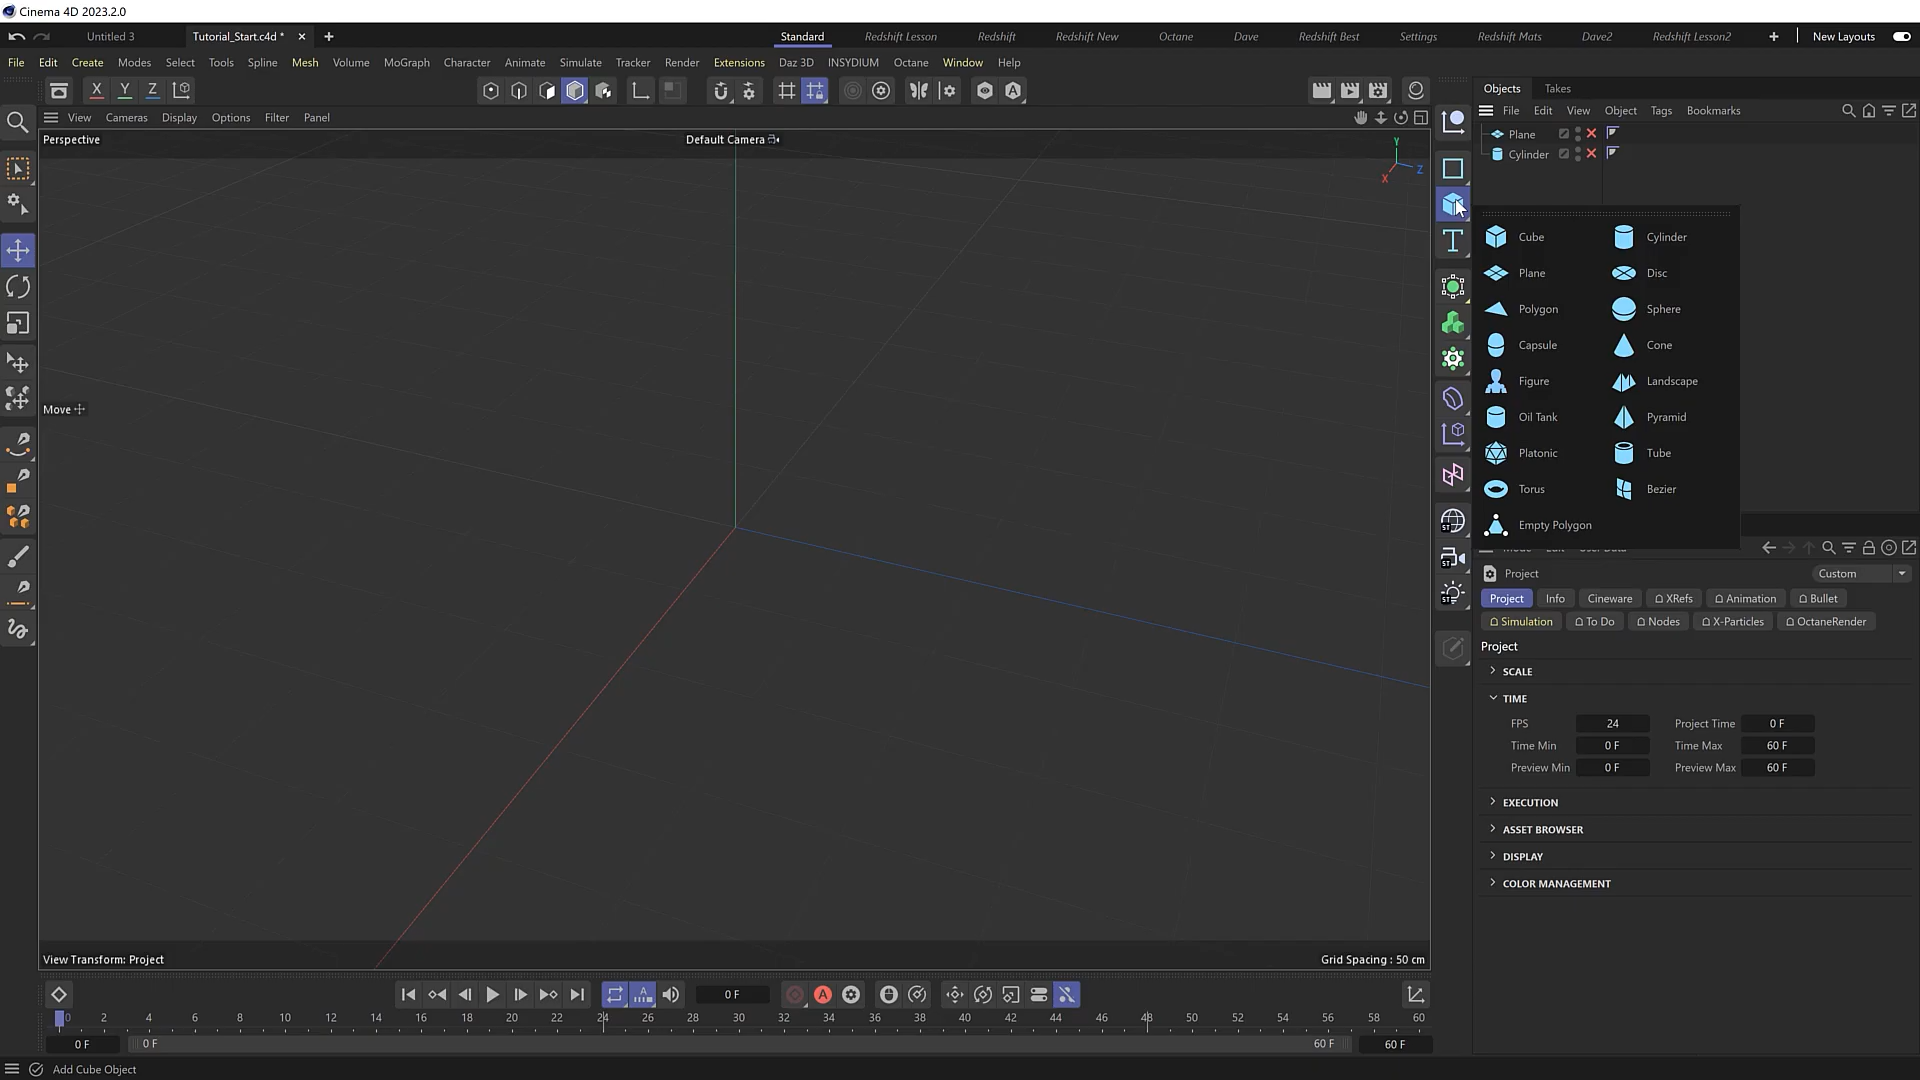 Cinema 4D 2023.2.0
Untitled 3 Tutorial_Start.c4d * Standard Redshift Lesson Redshift Redshift New Octane Dave Redshift Best Settings Redshift Mats Dave2 Redshift Lesson2 New Layouts
File Edit Create Modes Select Tools Spline Mesh Volume MoGraph Character Animate Simulate Tracker Render Extensions Daz 3D INSYDIUM Octane Window Help
X Y Z
Objects Takes
File Edit View Object Tags Bookmarks
View Cameras Display Options Filter Panel
Perspective Default Camera
Y
Z
X
Plane
Cylinder
Cube Cylinder
Plane Disc
Polygon Sphere
Capsule Cone
Figure Landscape
Oil Tank Pyramid
Platonic Tube
Torus Bezier
Empty Polygon
Move
ST
ST
ST
Project Custom
Project Info Cineware XRefs Animation Bullet
Simulation To Do Nodes X-Particles OctaneRender
Project
SCALE
TIME
FPS 24 Project Time 0 F
Time Min 0 F Time Max 60 F
Preview Min 0 F Preview Max 60 F
EXECUTION
ASSET BROWSER
DISPLAY
COLOR MANAGEMENT
View Transform: Project Grid Spacing : 50 cm
0 F
0 2 4 6 8 10 12 14 16 18 20 22 24 26 28 30 32 34 36 38 40 42 44 46 48 50 52 54 56 58 60
0 F 0 F 60 F 60 F
Add Cube Object